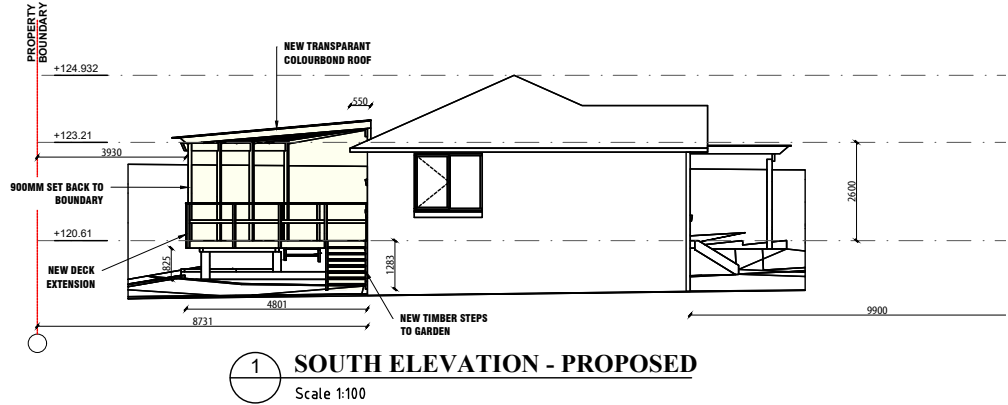 PROPERTY
BOUNDARY
NEW TRANSPARANT
COLOURBOND ROOF
+124.932
550
+123.21
3930
900MM SET BACK TO
BOUNDARY
2600
+120.61
NEW DECK
EXTENSION
825
1283
4801
8731
NEW TIMBER STEPS
TO GARDEN
9900
1
SOUTH ELEVATION - PROPOSED
Scale 1:100